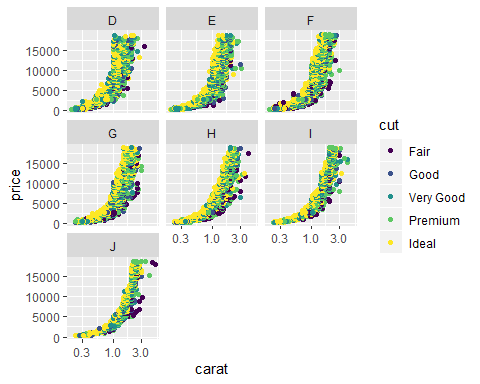 D E F
15000
10000
5000
0
G H I
15000
10000
5000
0
0.3 1.0 3.0 0.3 1.0 3.0
J
15000
10000
5000
0
0.3 1.0 3.0
carat
price
cut
Fair
Good
Very Good
Premium
Ideal